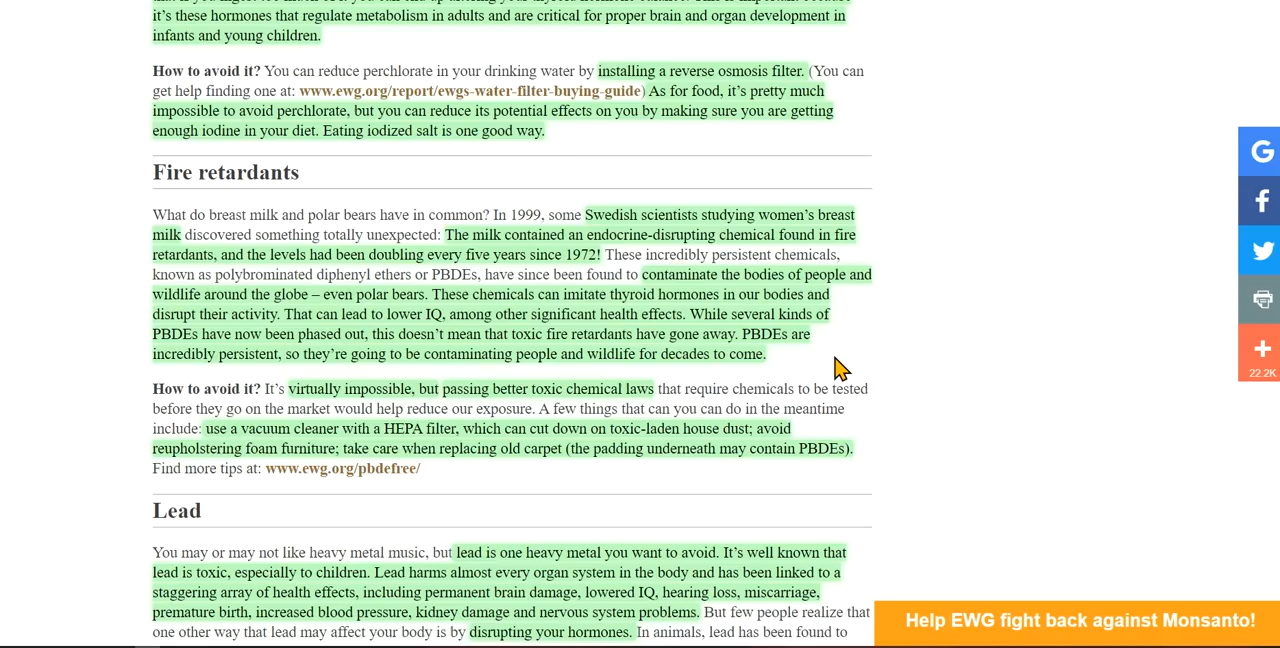 it's these hormones that regulate metabolism in adults and are critical for proper brain and organ development in
infants and young children.
How to avoid it? You can reduce perchlorate in your drinking water by installing a reverse osmosis filter. (You can
get help finding one at: www.ewg.org/report/ewgs-water-filter-buying-guide) As for food, it's pretty much
impossible to avoid perchlorate, but you can reduce its potential effects on you by making sure you are getting
enough iodine in your diet. Eating iodized salt is one good way.
Fire retardants
What do breast milk and polar bears have in common? In 1999, some Swedish scientists studying women's breast
milk discovered something totally unexpected: The milk contained an endocrine-disrupting chemical found in fire
retardants, and the levels had been doubling every five years since 1972! These incredibly persistent chemicals,
known as polybrominated diphenyl ethers or PBDEs, have since been found to contaminate the bodies of people and
wildlife around the globe – even polar bears. These chemicals can imitate thyroid hormones in our bodies and
disrupt their activity. That can lead to lower IQ, among other significant health effects. While several kinds of
PBDEs have now been phased out, this doesn't mean that toxic fire retardants have gone away. PBDEs are
incredibly persistent, so they're going to be contaminating people and wildlife for decades to come.
How to avoid it? It's virtually impossible, but passing better toxic chemical laws that require chemicals to be tested
before they go on the market would help reduce our exposure. A few things that can you can do in the meantime
include: use a vacuum cleaner with a HEPA filter, which can cut down on toxic-laden house dust; avoid
reupholstering foam furniture; take care when replacing old carpet (the padding underneath may contain PBDEs).
Find more tips at: www.ewg.org/pbdefree/
Lead
You may or may not like heavy metal music, but lead is one heavy metal you want to avoid. It's well known that
lead is toxic, especially to children. Lead harms almost every organ system in the body and has been linked to a
staggering array of health effects, including permanent brain damage, lowered IQ, hearing loss, miscarriage,
premature birth, increased blood pressure, kidney damage and nervous system problems. But few people realize that
one other way that lead may affect your body is by disrupting your hormones. In animals, lead has been found to
G
f
+
22.2K
Help EWG fight back against Monsanto!